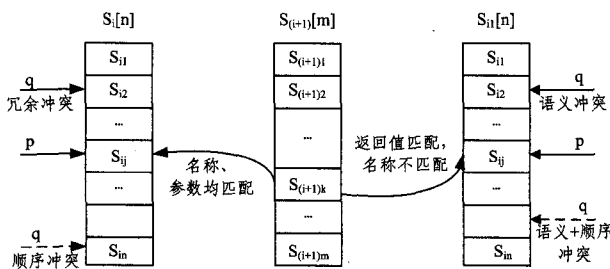 Si[n]
S(i+1)[m]
Si1[n]
Si1
Si2
...
Sij
...
Sin
S(i+1)1
S(i+1)2
...
S(i+1)k
...
S(i+1)m
Si1
Si2
...
Sij
...
Sin
q
冗余冲突
p
q
顺序冲突
名称、
参数均匹配
返回值匹配，
名称不匹配
q
语义冲突
p
q
语义+顺序
冲突